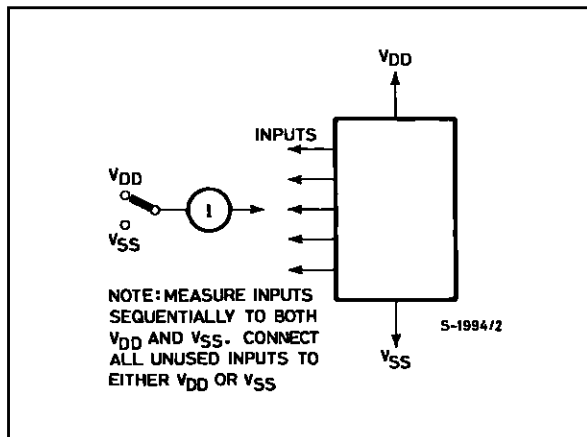 VDD
INPUTS
VDD
I
VSS
NOTE: MEASURE INPUTS
SEQUENTIALLY TO BOTH
VDD AND VSS. CONNECT
ALL UNUSED INPUTS TO
EITHER VDD OR VSS
S-1994/2
VSS